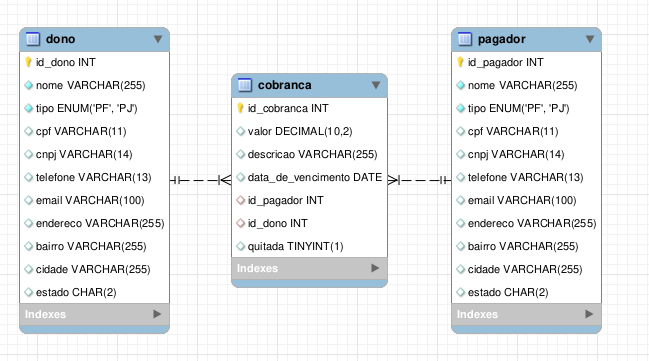 dono
id_dono INT
nome VARCHAR(255)
tipo ENUM('PF', 'PJ')
cpf VARCHAR(11)
cnpj VARCHAR(14)
telefone VARCHAR(13)
email VARCHAR(100)
endereco VARCHAR(255)
bairro VARCHAR(255)
cidade VARCHAR(255)
estado CHAR(2)
Indexes
cobranca
id_cobranca INT
valor DECIMAL(10,2)
descricao VARCHAR(255)
data_de_vencimento DATE
id_pagador INT
id_dono INT
quitada TINYINT(1)
Indexes
pagador
id_pagador INT
nome VARCHAR(255)
tipo ENUM('PF', 'PJ')
cpf VARCHAR(11)
cnpj VARCHAR(14)
telefone VARCHAR(13)
email VARCHAR(100)
endereco VARCHAR(255)
bairro VARCHAR(255)
cidade VARCHAR(255)
estado CHAR(2)
Indexes